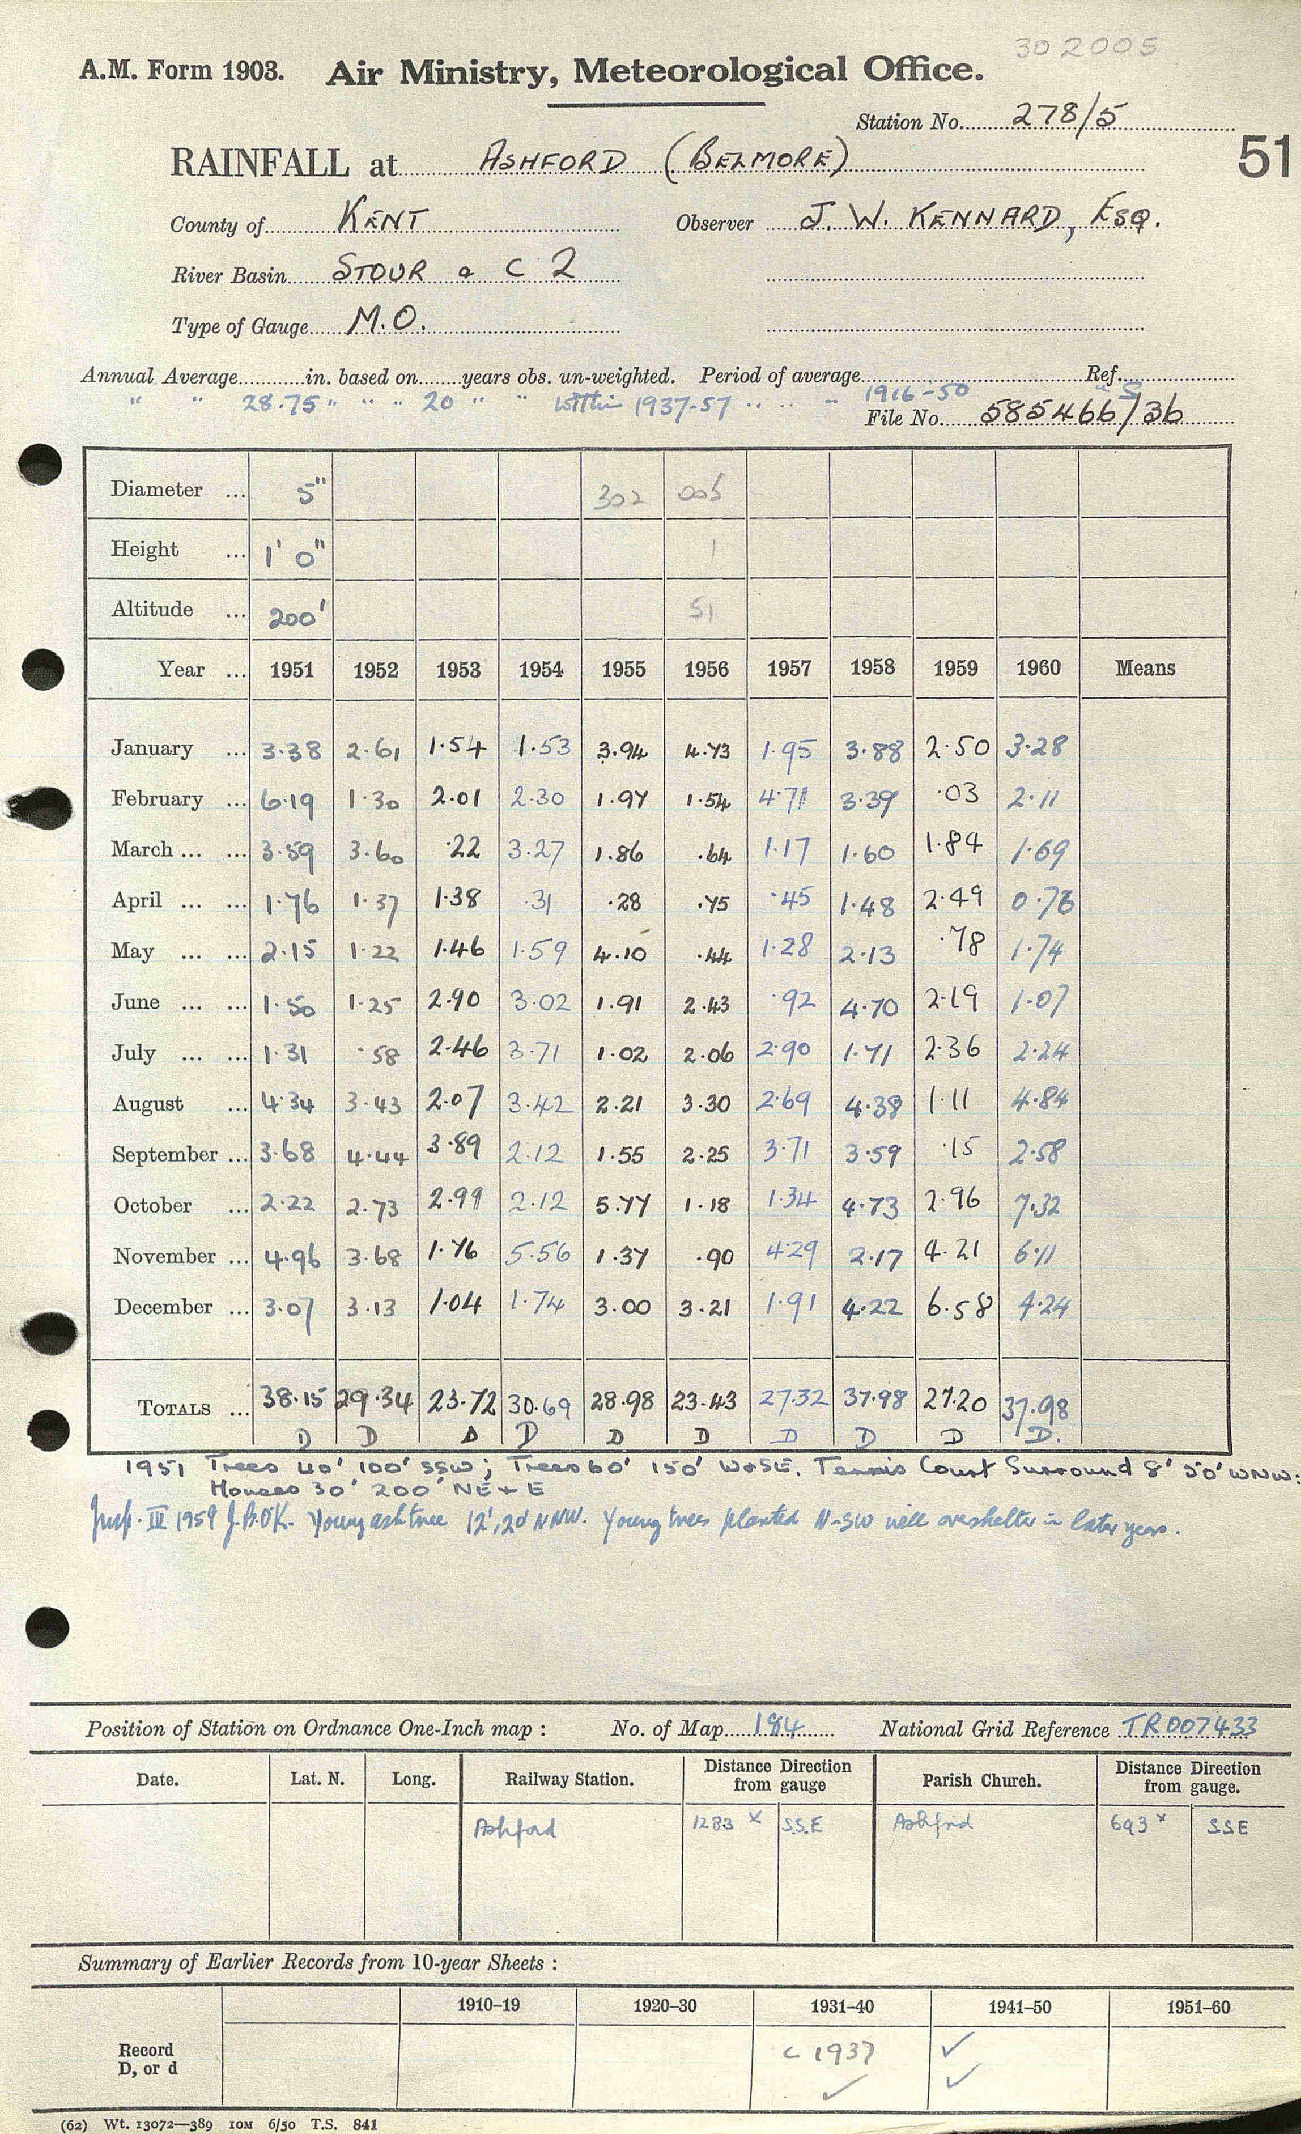 30 2005
A.M. Form 1903. Air Ministry, Meteorological Office.
Station No. 278/5
51
RAINFALL at ASHFORD (BELMORE)
County of KENT Observer J. W. KENNARD, ESQ.
River Basin STOUR & C 2
Type of Gauge M.O.
Annual Average in. based on years obs. un-weighted. Period of average Ref.
" " 28.75 " " " 20 " " within 1937-57 " " " 1916-50 " S
File No. 585466/36
Diameter ... 5" 302 005
Height ... 1' 0" 1
Altitude ... 200' 51
Year ... 1951 1952 1953 1954 1955 1956 1957 1958 1959 1960 Means
January ... 3.38 2.61 1.54 1.53 3.94 4.73 1.95 3.88 2.50 3.28
February ... 6.19 1.30 2.01 2.30 1.97 1.54 4.71 3.39 .03 2.11
March ... ... 3.59 3.60 .22 3.27 1.86 .64 1.17 1.60 1.84 1.69
April ... ... 1.76 1.37 1.38 .31 .28 .75 .45 1.48 2.49 0.76
May ... ... 2.15 1.22 1.46 1.59 4.10 .44 1.28 2.13 .78 1.74
June ... ... 1.50 1.25 2.90 3.02 1.91 2.43 .92 4.70 2.19 1.07
July ... ... 1.31 .58 2.46 3.71 1.02 2.06 2.90 1.71 2.36 2.24
August ... 4.34 3.43 2.07 3.42 2.21 3.30 2.69 4.38 1.11 4.84
September ... 3.68 4.44 3.89 2.12 1.55 2.25 3.71 3.59 .15 2.58
October ... 2.22 2.73 2.99 2.12 5.77 1.18 1.34 4.73 2.96 7.32
November ... 4.96 3.68 1.76 5.56 1.37 .90 4.29 2.17 4.21 6.11
December ... 3.07 3.13 1.04 1.74 3.00 3.21 1.91 4.22 6.58 4.24
TOTALS ... 38.15 29.34 23.72 30.69 28.98 23.43 27.32 37.98 27.20 37.98
D D D D D D D D D D.
1951 Trees 40' 100' SSW; Trees 60' 150' W+SE. Tennis Court Surround 8' 50' WNW;
Houses 30' 200' NE + E
Insp. III 1959 J.B.O'K. Young ash tree 12', 20' NNW. Young trees planted N-SW will overshelter in later years.
Position of Station on Ordnance One-Inch map : No. of Map 184 National Grid Reference TR 007433
Date. Lat. N. Long. Railway Station. Distance from gauge Direction Parish Church. Distance from gauge. Direction
Ashford 1283 x S.S.E Ashford 693 x SSE
Summary of Earlier Records from 10-year Sheets :
1910–19 1920–30 1931–40 1941–50 1951–60
Record
D, or d
c 1937 ✓
✓ ✓
(62) Wt. 13072—389 10M 6/50 T.S. 841